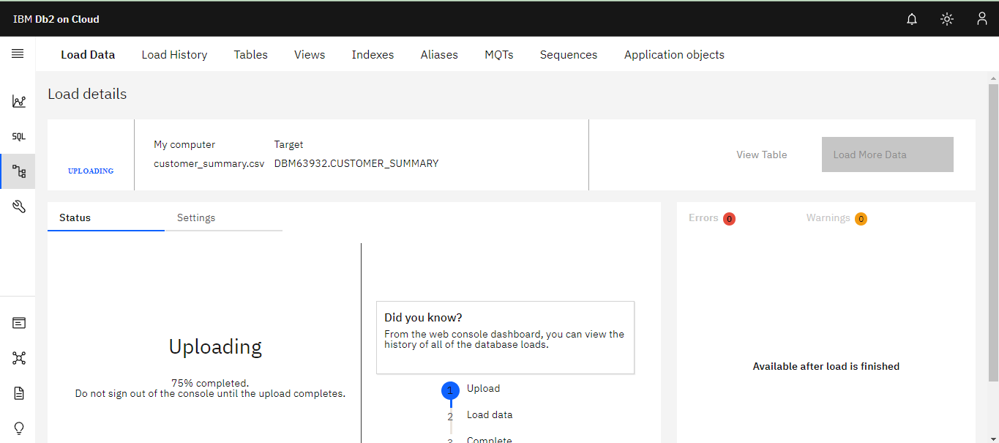 IBM Db2 on Cloud
Load Data Load History Tables Views Indexes Aliases MQTs Sequences Application objects
SQL
Load details
UPLOADING
My computer Target
customer_summary.csv DBM63932.CUSTOMER_SUMMARY
View Table
Load More Data
Status Settings
Uploading
75% completed.
Do not sign out of the console until the upload completes.
Did you know?
From the web console dashboard, you can view the
history of all of the database loads.
1 Upload
2 Load data
3 Complete
Errors 0 Warnings 0
Available after load is finished